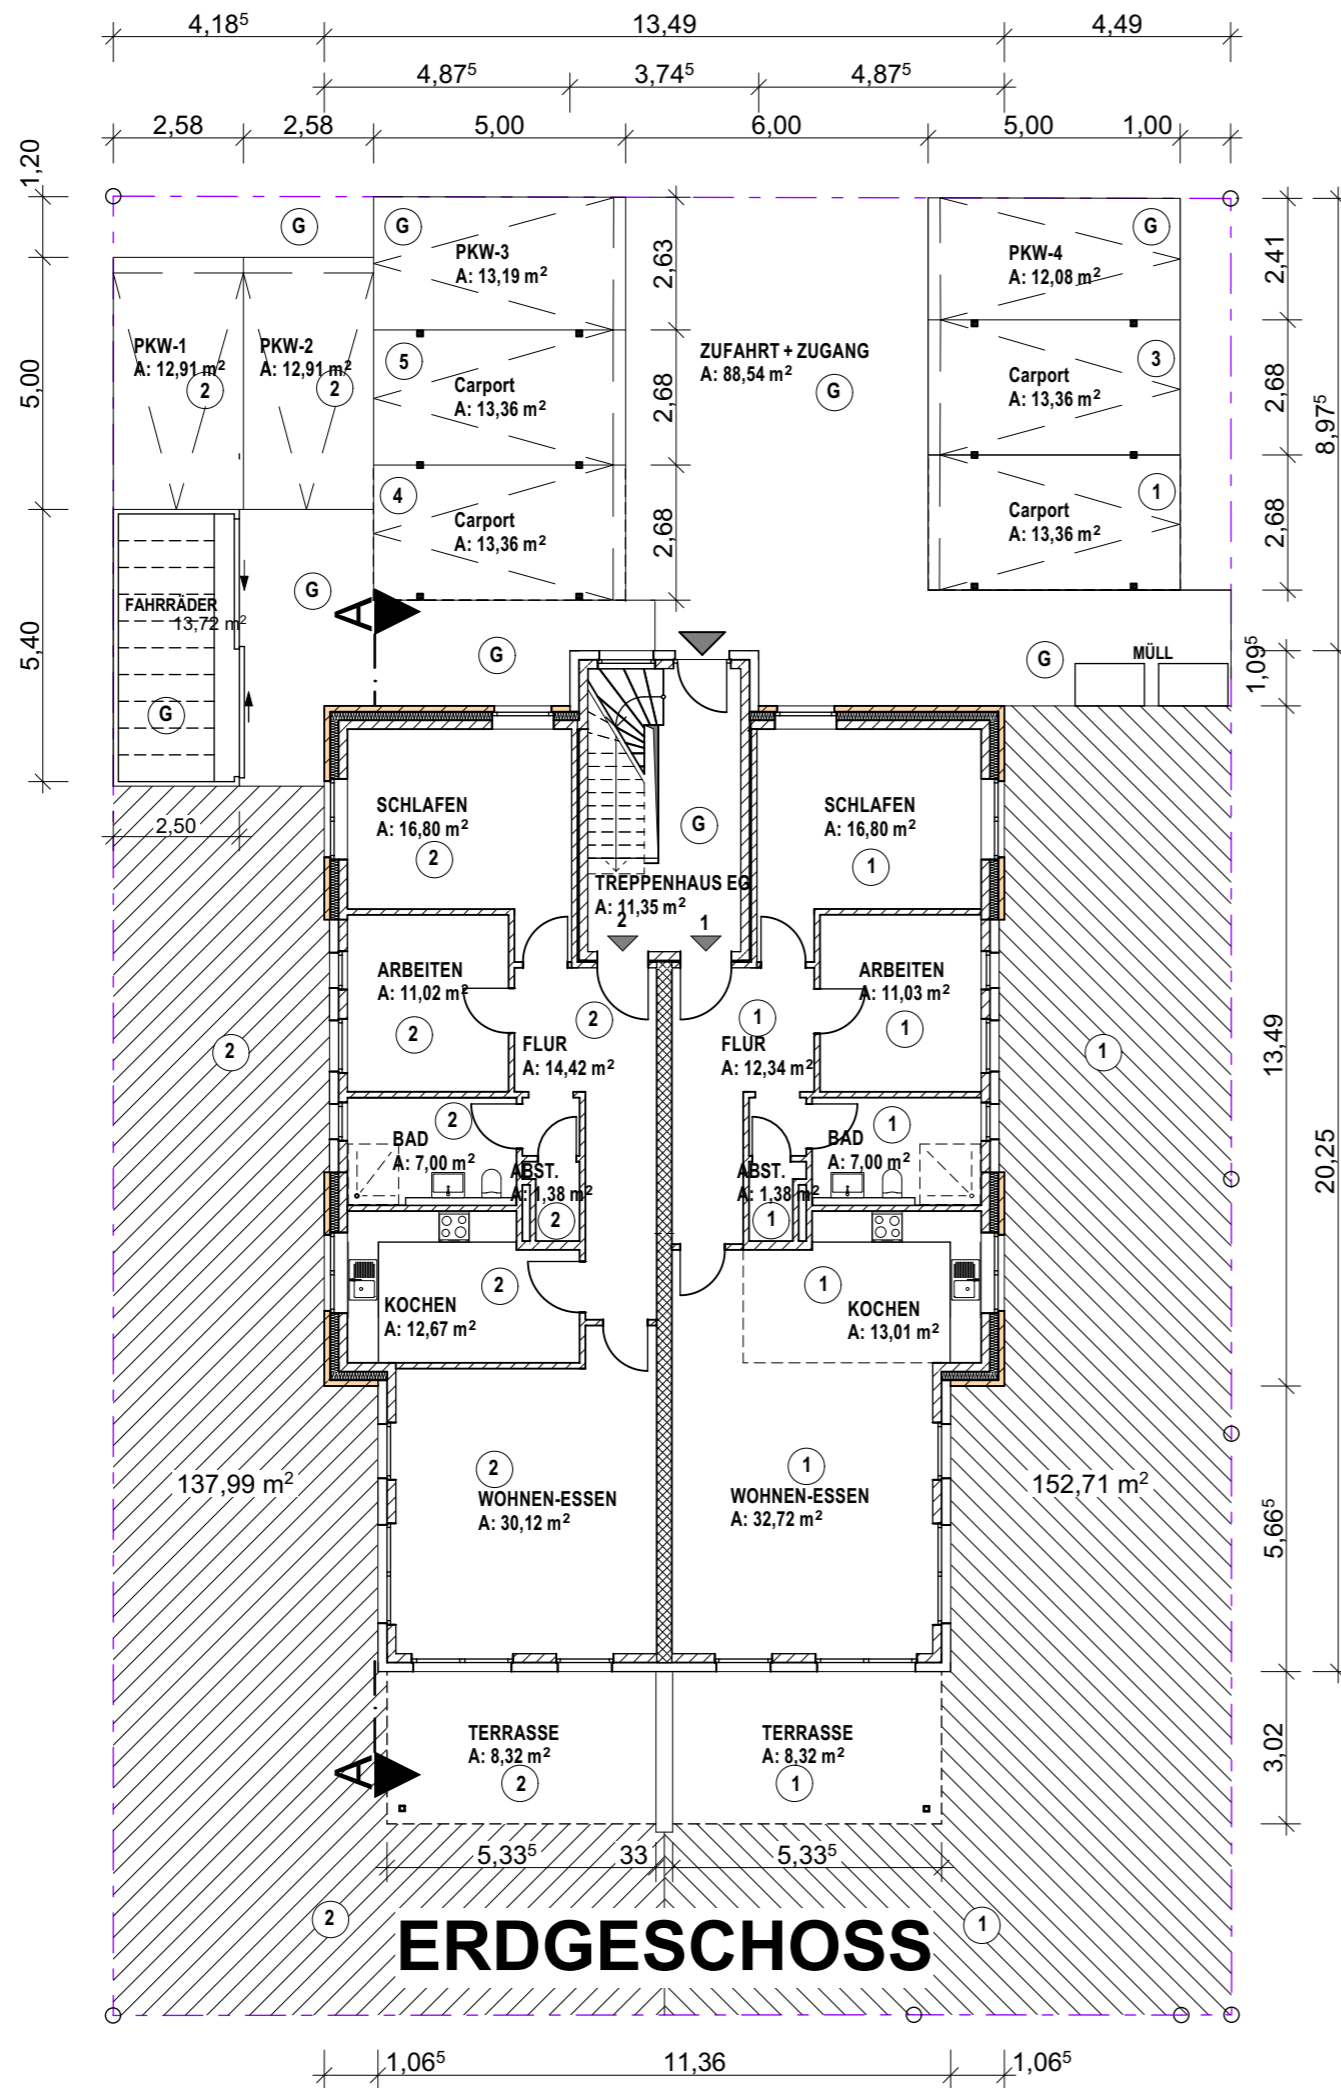 4,18⁵ 13,49 4,49
4,87⁵ 3,74⁵ 4,87⁵
2,58 2,58 5,00 6,00 5,00 1,00
1,20
5,00
5,40
G
G
PKW-3
A: 13,19 m²
2,63
G
PKW-4
A: 12,08 m²
2,41
PKW-1
A: 12,91 m²
2
PKW-2
A: 12,91 m²
2
5
Carport
A: 13,36 m²
2,68
ZUFAHRT + ZUGANG
A: 88,54 m²
G
3
Carport
A: 13,36 m²
2,68
8,97⁵
4
Carport
A: 13,36 m²
2,68
1
Carport
A: 13,36 m²
2,68
FAHRRÄDER
13,72 m²
G
G
A
G
G
MÜLL
1,09⁵
2,50
SCHLAFEN
A: 16,80 m²
2
G
TREPPENHAUS EG
A: 11,35 m²
2 1
SCHLAFEN
A: 16,80 m²
1
ARBEITEN
A: 11,02 m²
2
2
FLUR
A: 14,42 m²
1
FLUR
A: 12,34 m²
ARBEITEN
A: 11,03 m²
1
2
1
13,49
20,25
2
BAD
A: 7,00 m²
ABST.
A: 1,38 m²
2
ABST.
A: 1,38 m²
1
1
BAD
A: 7,00 m²
2
KOCHEN
A: 12,67 m²
1
KOCHEN
A: 13,01 m²
137,99 m²
2
WOHNEN-ESSEN
A: 30,12 m²
1
WOHNEN-ESSEN
A: 32,72 m²
152,71 m²
5,66⁵
TERRASSE
A: 8,32 m²
2
TERRASSE
A: 8,32 m²
1
A
3,02
5,33⁵ 33 5,33⁵
2
1
ERDGESCHOSS
1,06⁵ 11,36 1,06⁵